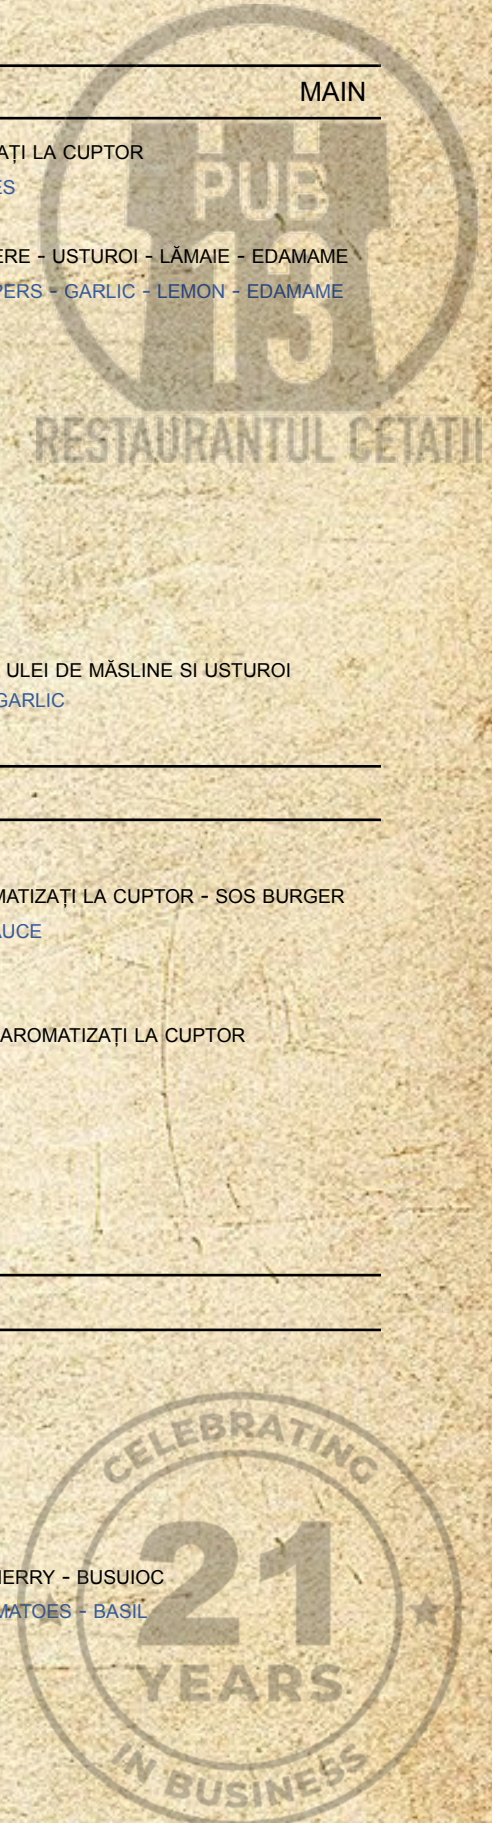 MAIN
PUB
13
RESTAURANTUL CETATII
AȚI LA CUPTOR
ES
ERE - USTUROI - LĂMAIE - EDAMAME
PERS - GARLIC - LEMON - EDAMAME
ULEI DE MĂSLINE SI USTUROI
GARLIC
MATIZAȚI LA CUPTOR - SOS BURGER
AUCE
AROMATIZAȚI LA CUPTOR
CELEBRATING
21
YEARS
IN BUSINESS
HERRY - BUSUIOC
MATOES - BASIL